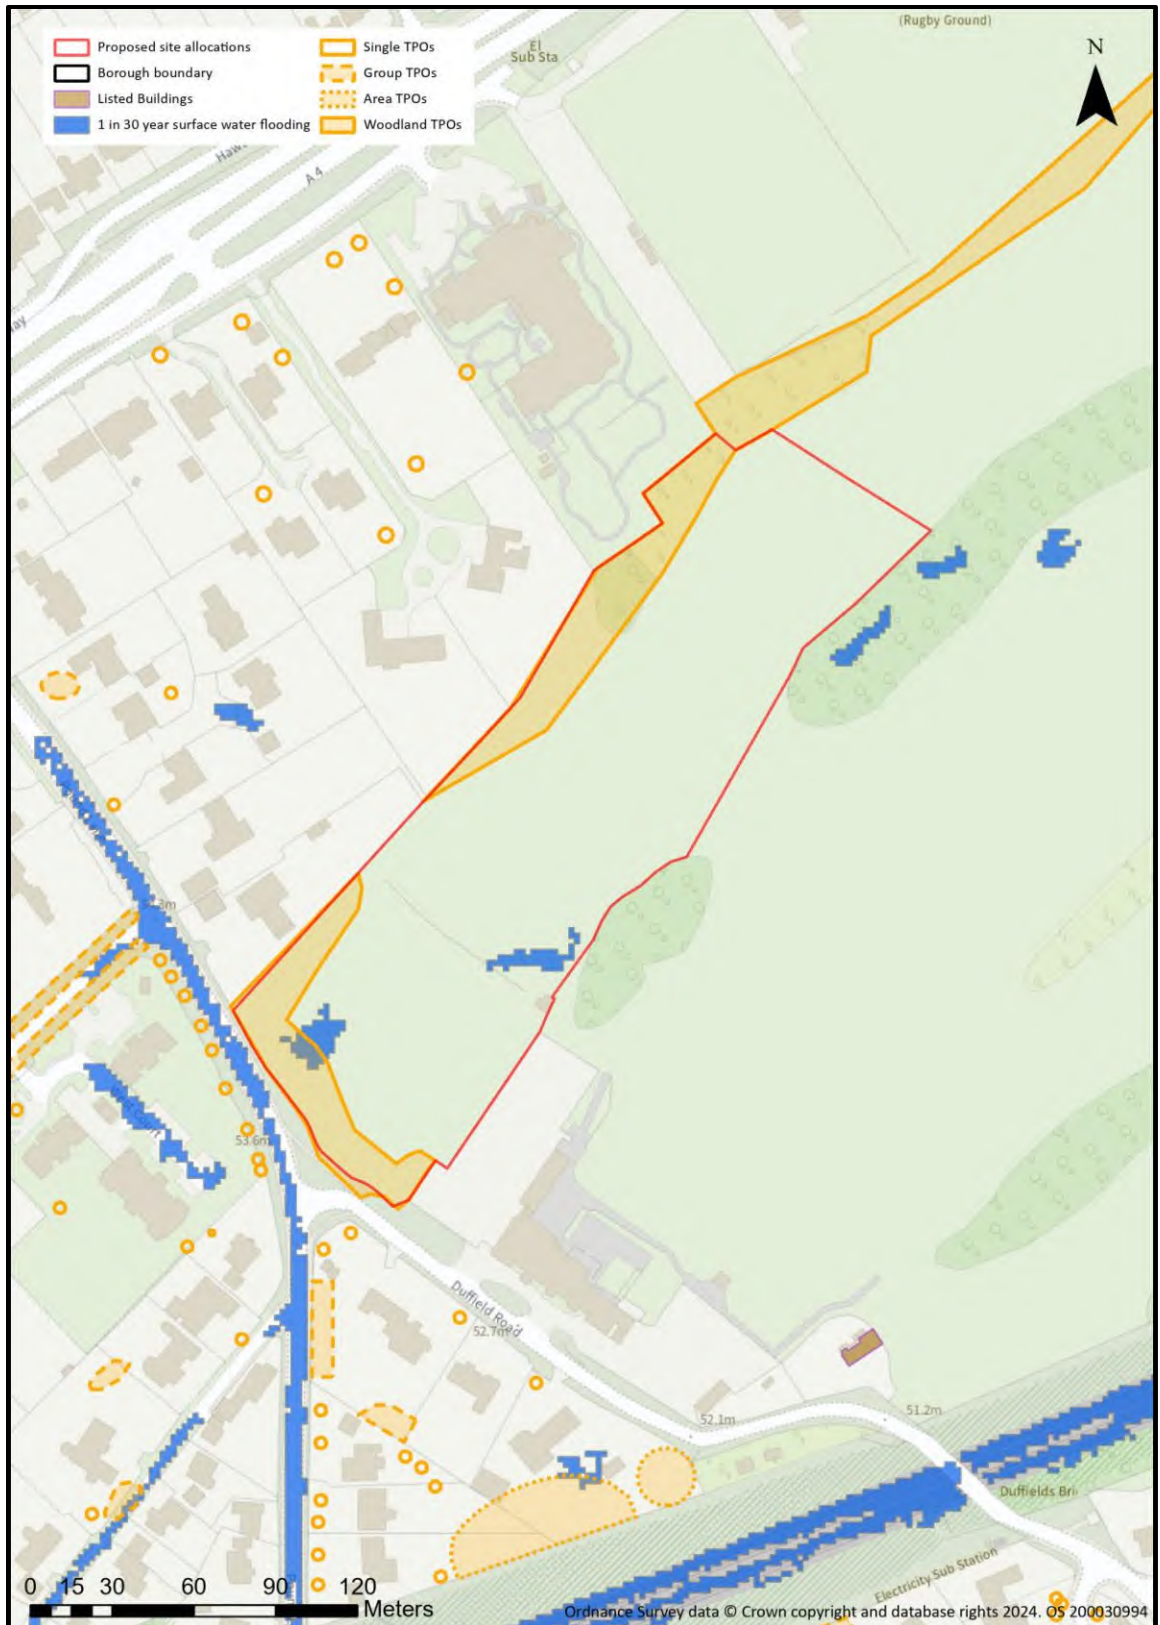 (Rugby Ground)
El
Sub Sta
N
Proposed site allocations
Borough boundary
Listed Buildings
1 in 30 year surface water flooding
Single TPOs
Group TPOs
Area TPOs
Woodland TPOs
A 4
53.6m
Duffield Road
52.7m
52.1m
51.2m
Duffields Bri
Electricity Sub Station
0 15 30 60 90 120
Meters
Ordnance Survey data © Crown copyright and database rights 2024. OS 200030994